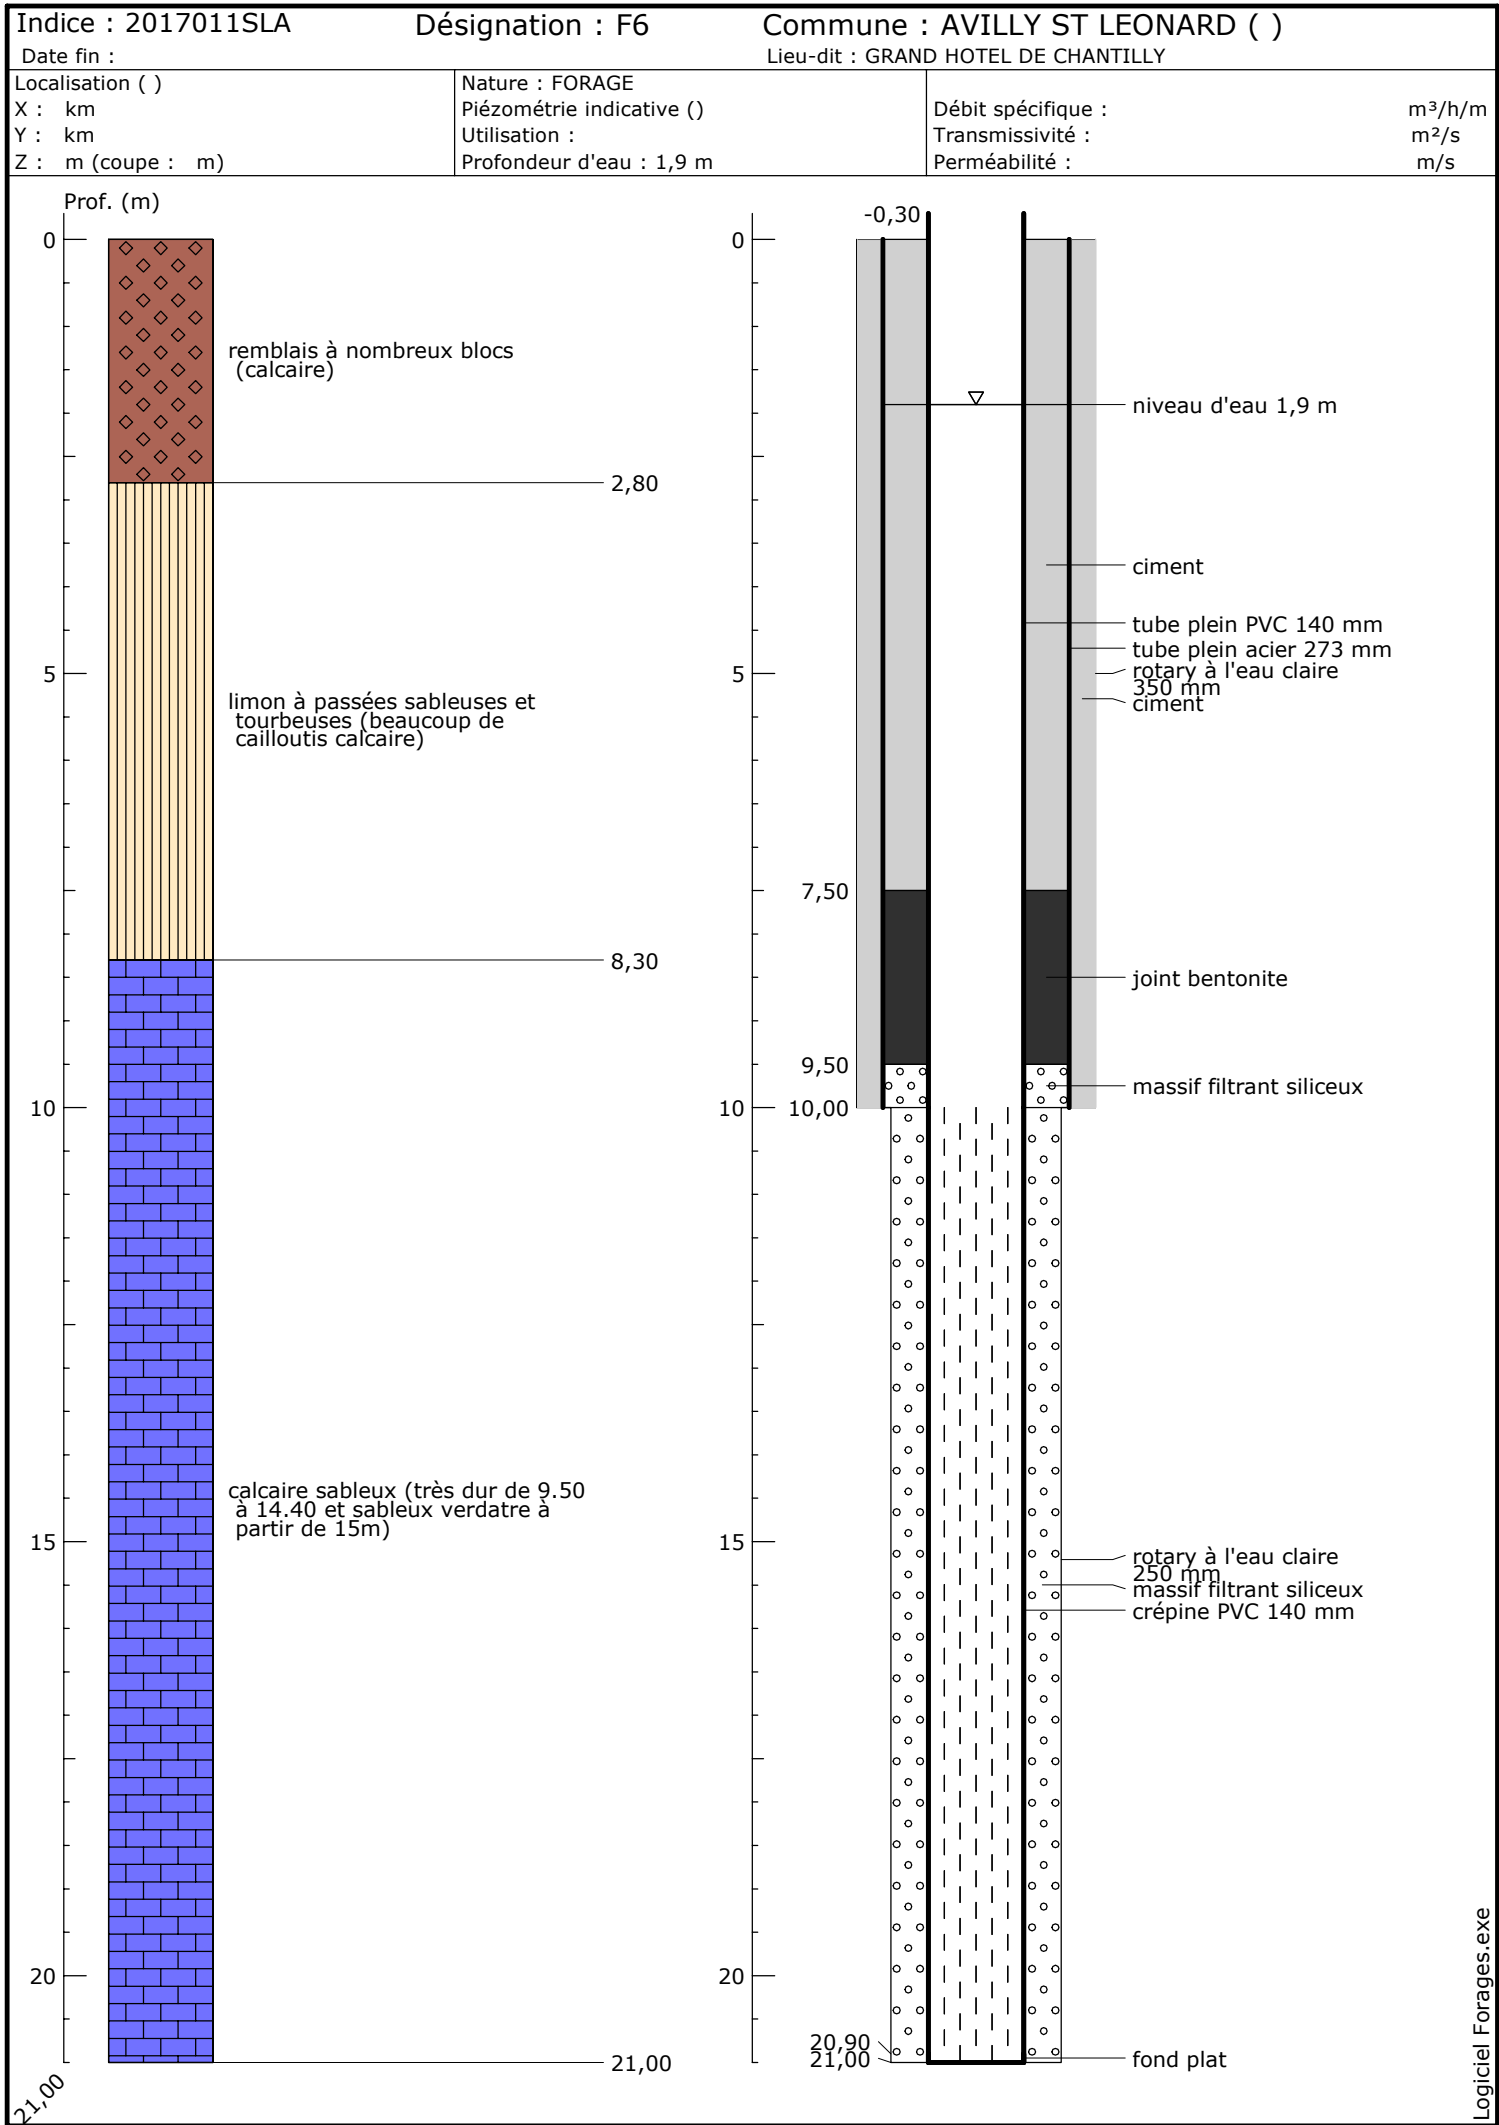 Indice : 2017011SLA Désignation : F6 Commune : AVILLY ST LEONARD ( )
Date fin : Lieu-dit : GRAND HOTEL DE CHANTILLY
Localisation ( )
X : km
Y : km
Z : m (coupe : m)
Nature : FORAGE
Piézométrie indicative ()
Utilisation :
Profondeur d'eau : 1,9 m
Débit spécifique : m³/h/m
Transmissivité : m²/s
Perméabilité : m/s
Prof. (m)
0
5
10
15
20
21,00
remblais à nombreux blocs
(calcaire)
2,80
limon à passées sableuses et
tourbeuses (beaucoup de
cailloutis calcaire)
8,30
calcaire sableux (très dur de 9.50
à 14.40 et sableux verdatre à
partir de 15m)
21,00
0
5
10
15
20
-0,30
7,50
9,50
10,00
20,90
21,00
niveau d'eau 1,9 m
ciment
tube plein PVC 140 mm
tube plein acier 273 mm
rotary à l'eau claire
350 mm
ciment
joint bentonite
massif filtrant siliceux
rotary à l'eau claire
250 mm
massif filtrant siliceux
crépine PVC 140 mm
fond plat
Logiciel Forages.exe